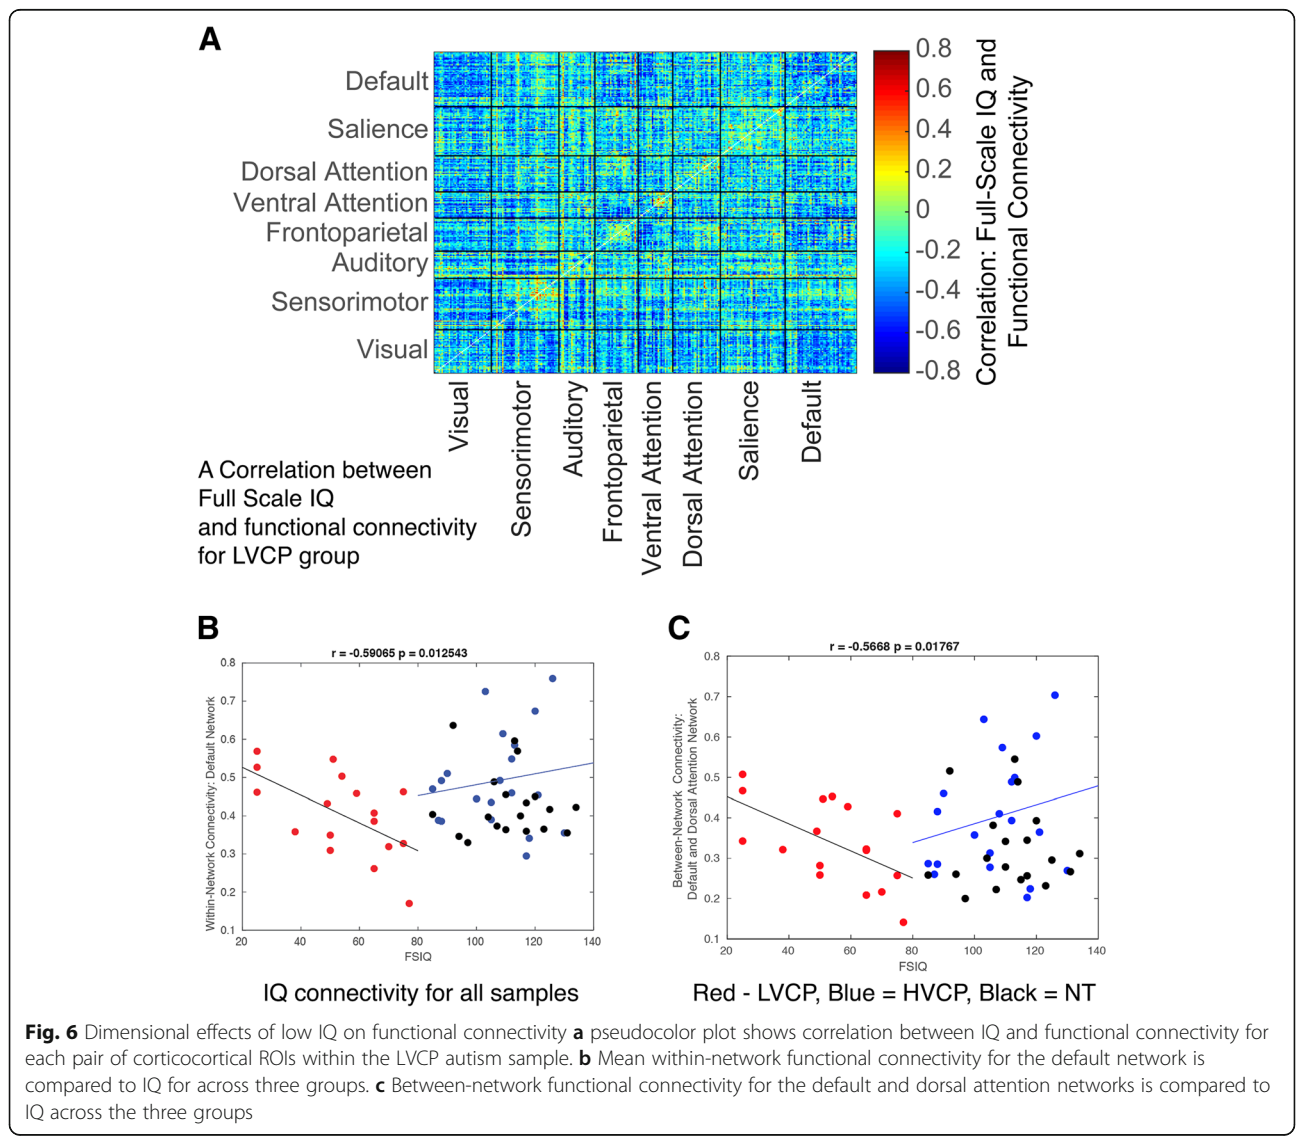 A
Default
Salience
Dorsal Attention
Ventral Attention
Frontoparietal
Auditory
Sensorimotor
Visual
Visual
Sensorimotor
Auditory
Frontoparietal
Ventral Attention
Dorsal Attention
Salience
Default
0.8
0.6
0.4
0.2
0
-0.2
-0.4
-0.6
-0.8
Correlation: Full-Scale IQ and
Functional Connectivity
A Correlation between
Full Scale IQ
and functional connectivity
for LVCP group
B
r = -0.59065 p = 0.012543
Within-Network Connectivity: Default Network
0.8
0.7
0.6
0.5
0.4
0.3
0.2
0.1
20 40 60 80 100 120 140
FSIQ
IQ connectivity for all samples
C
r = -0.5668 p = 0.01767
Between-Network Connectivity:
Default and Dorsal Attention Network
0.8
0.7
0.6
0.5
0.4
0.3
0.2
0.1
20 40 60 80 100 120 140
FSIQ
Red - LVCP, Blue = HVCP, Black = NT
Fig. 6 Dimensional effects of low IQ on functional connectivity a pseudocolor plot shows correlation between IQ and functional connectivity for
each pair of corticocortical ROIs within the LVCP autism sample. b Mean within-network functional connectivity for the default network is
compared to IQ for across three groups. c Between-network functional connectivity for the default and dorsal attention networks is compared to
IQ across the three groups